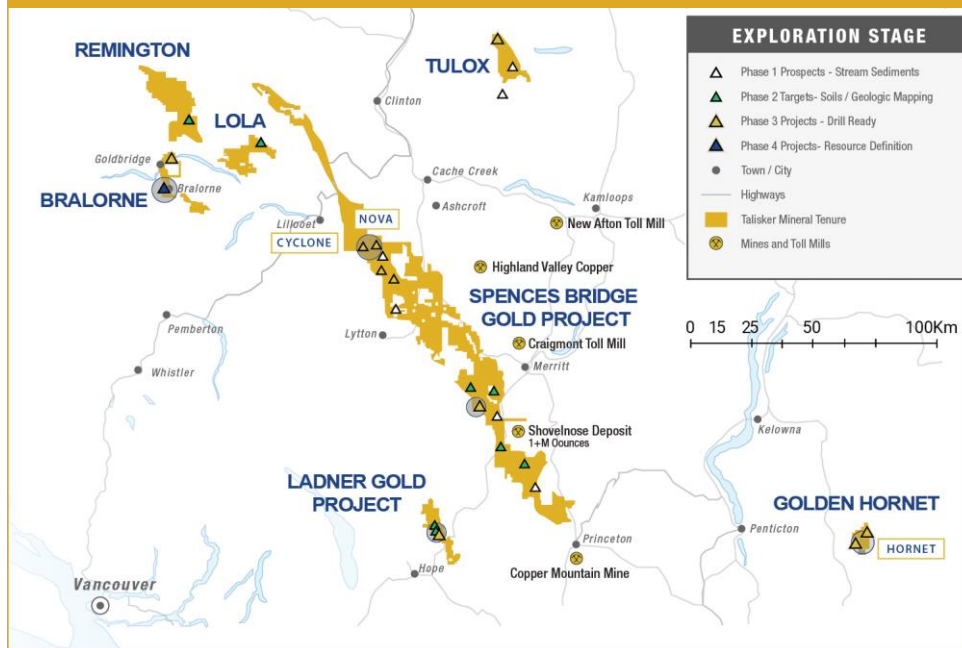 REMINGTON
TULOX
LOLA
Clinton
Goldbridge
Bralorne
BRALORNE
Cache Creek
Ashcroft
Kamloops
Lillooet
NOVA
CYCLONE
New Afton Toll Mill
Highland Valley Copper
SPENCES BRIDGE
GOLD PROJECT
Lytton
Craigmont Toll Mill
Merritt
Pemberton
Whistler
Shovelnose Deposit
1+M Oounces
LADNER GOLD
PROJECT
Hope
Princeton
Copper Mountain Mine
Vancouver
Kelowna
Penticton
GOLDEN HORNET
HORNET
EXPLORATION STAGE
Phase 1 Prospects - Stream Sediments
Phase 2 Targets- Soils / Geologic Mapping
Phase 3 Projects - Drill Ready
Phase 4 Projects- Resource Definition
Town / City
Highways
Talisker Mineral Tenure
Mines and Toll Mills
0 15 25 50 100Km